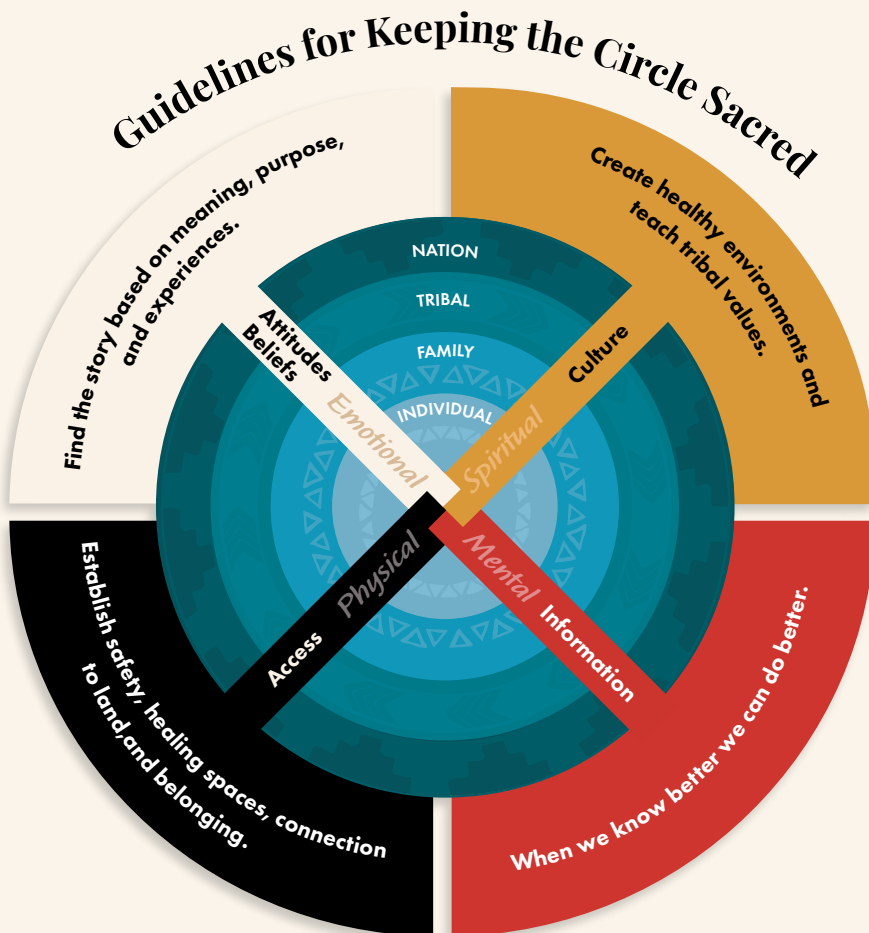 Guidelines for Keeping the Circle Sacred
Find the story based on meaning, purpose,
and experiences.
Create healthy environments and
teach tribal values.
NATION
TRIBAL
FAMILY
INDIVIDUAL
Attitudes
Beliefs
Emotional
Culture
Spiritual
Access
Physical
Mental
Information
Establish safety, healing spaces, connection
to land,and belonging.
When we know better we can do better.